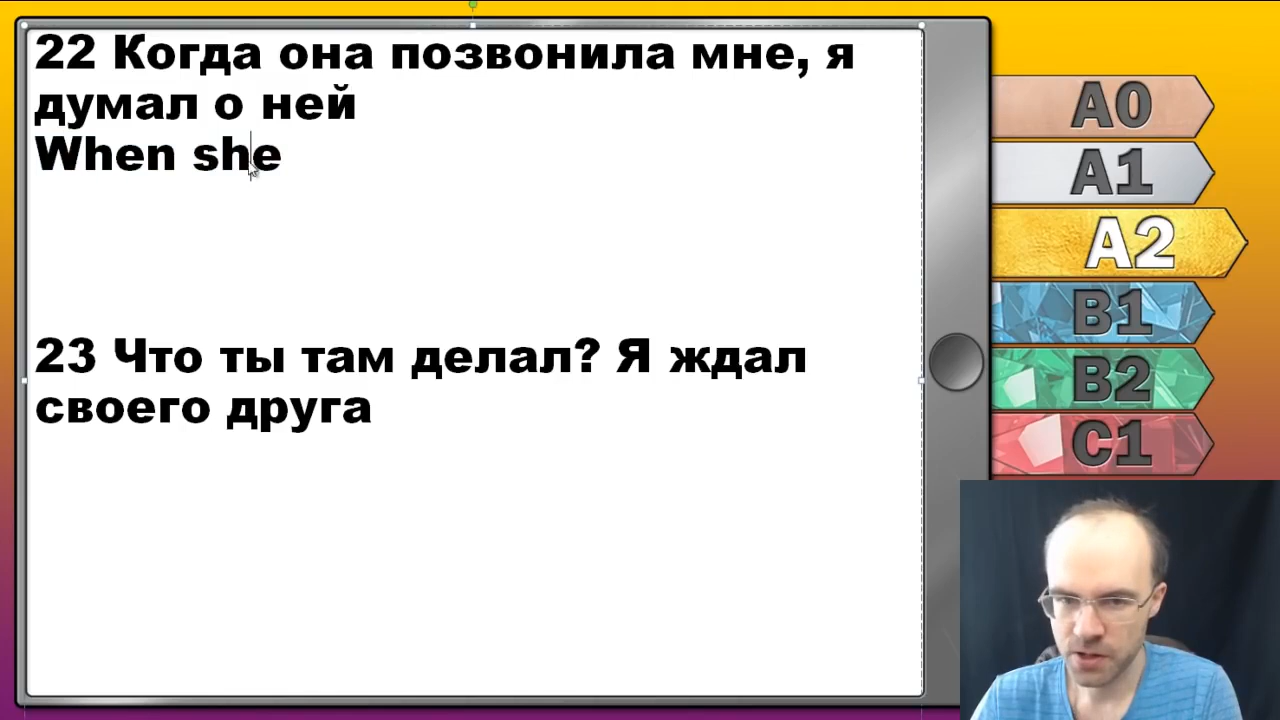 22 Когда она позвонила мне, я
думал о ней
When she
23 Что ты там делал? Я ждал
своего друга
A0
A1
A2
B1
B2
C1